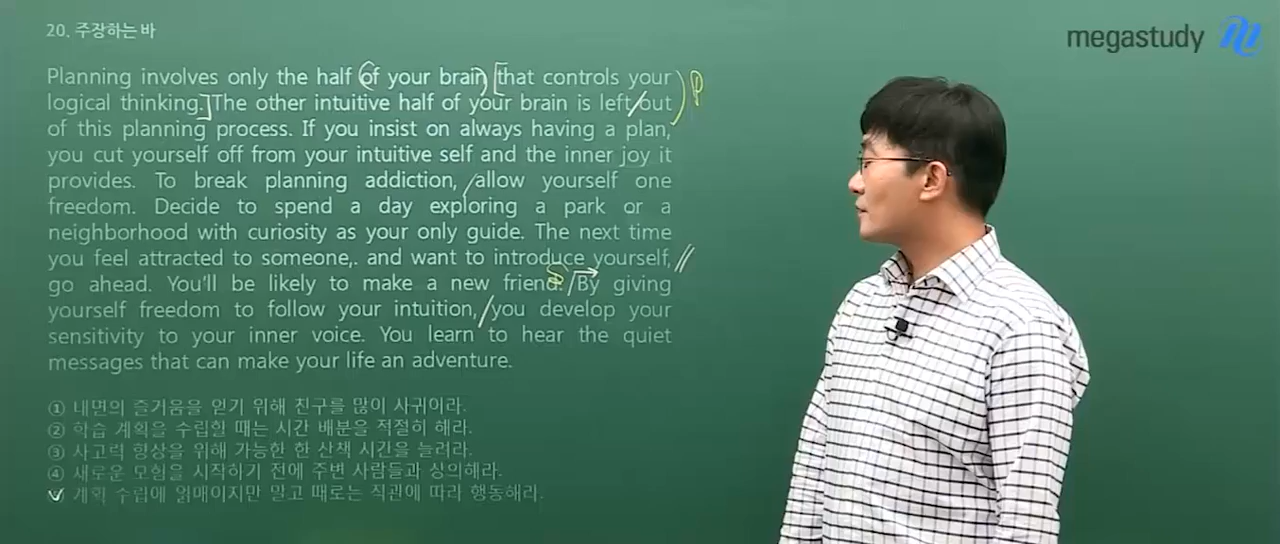 20. 주장하는 바
megastudy
Planning involves only the half of your brain that controls your
logical thinking. The other intuitive half of your brain is left out
of this planning process. If you insist on always having a plan,
you cut yourself off from your intuitive self and the inner joy it
provides. To break planning addiction, allow yourself one
freedom. Decide to spend a day exploring a park or a
neighborhood with curiosity as your only guide. The next time
you feel attracted to someone,. and want to introduce yourself,
go ahead. You'll be likely to make a new friend. By giving
yourself freedom to follow your intuition, you develop your
sensitivity to your inner voice. You learn to hear the quiet
messages that can make your life an adventure.
① 내면의 즐거움을 얻기 위해 친구를 많이 사귀이라.
② 학습 계획을 수립할 때는 시간 배분을 적절히 해라.
③ 사고력 향상을 위해 가능한 한 산책 시간을 늘러라.
④ 새로운 모험을 시작하기 전에 주변 사람들과 상의해라.
⑤ 계획 수립에 얽매이지만 말고 때로는 직관에 따라 행동해라.
P
S